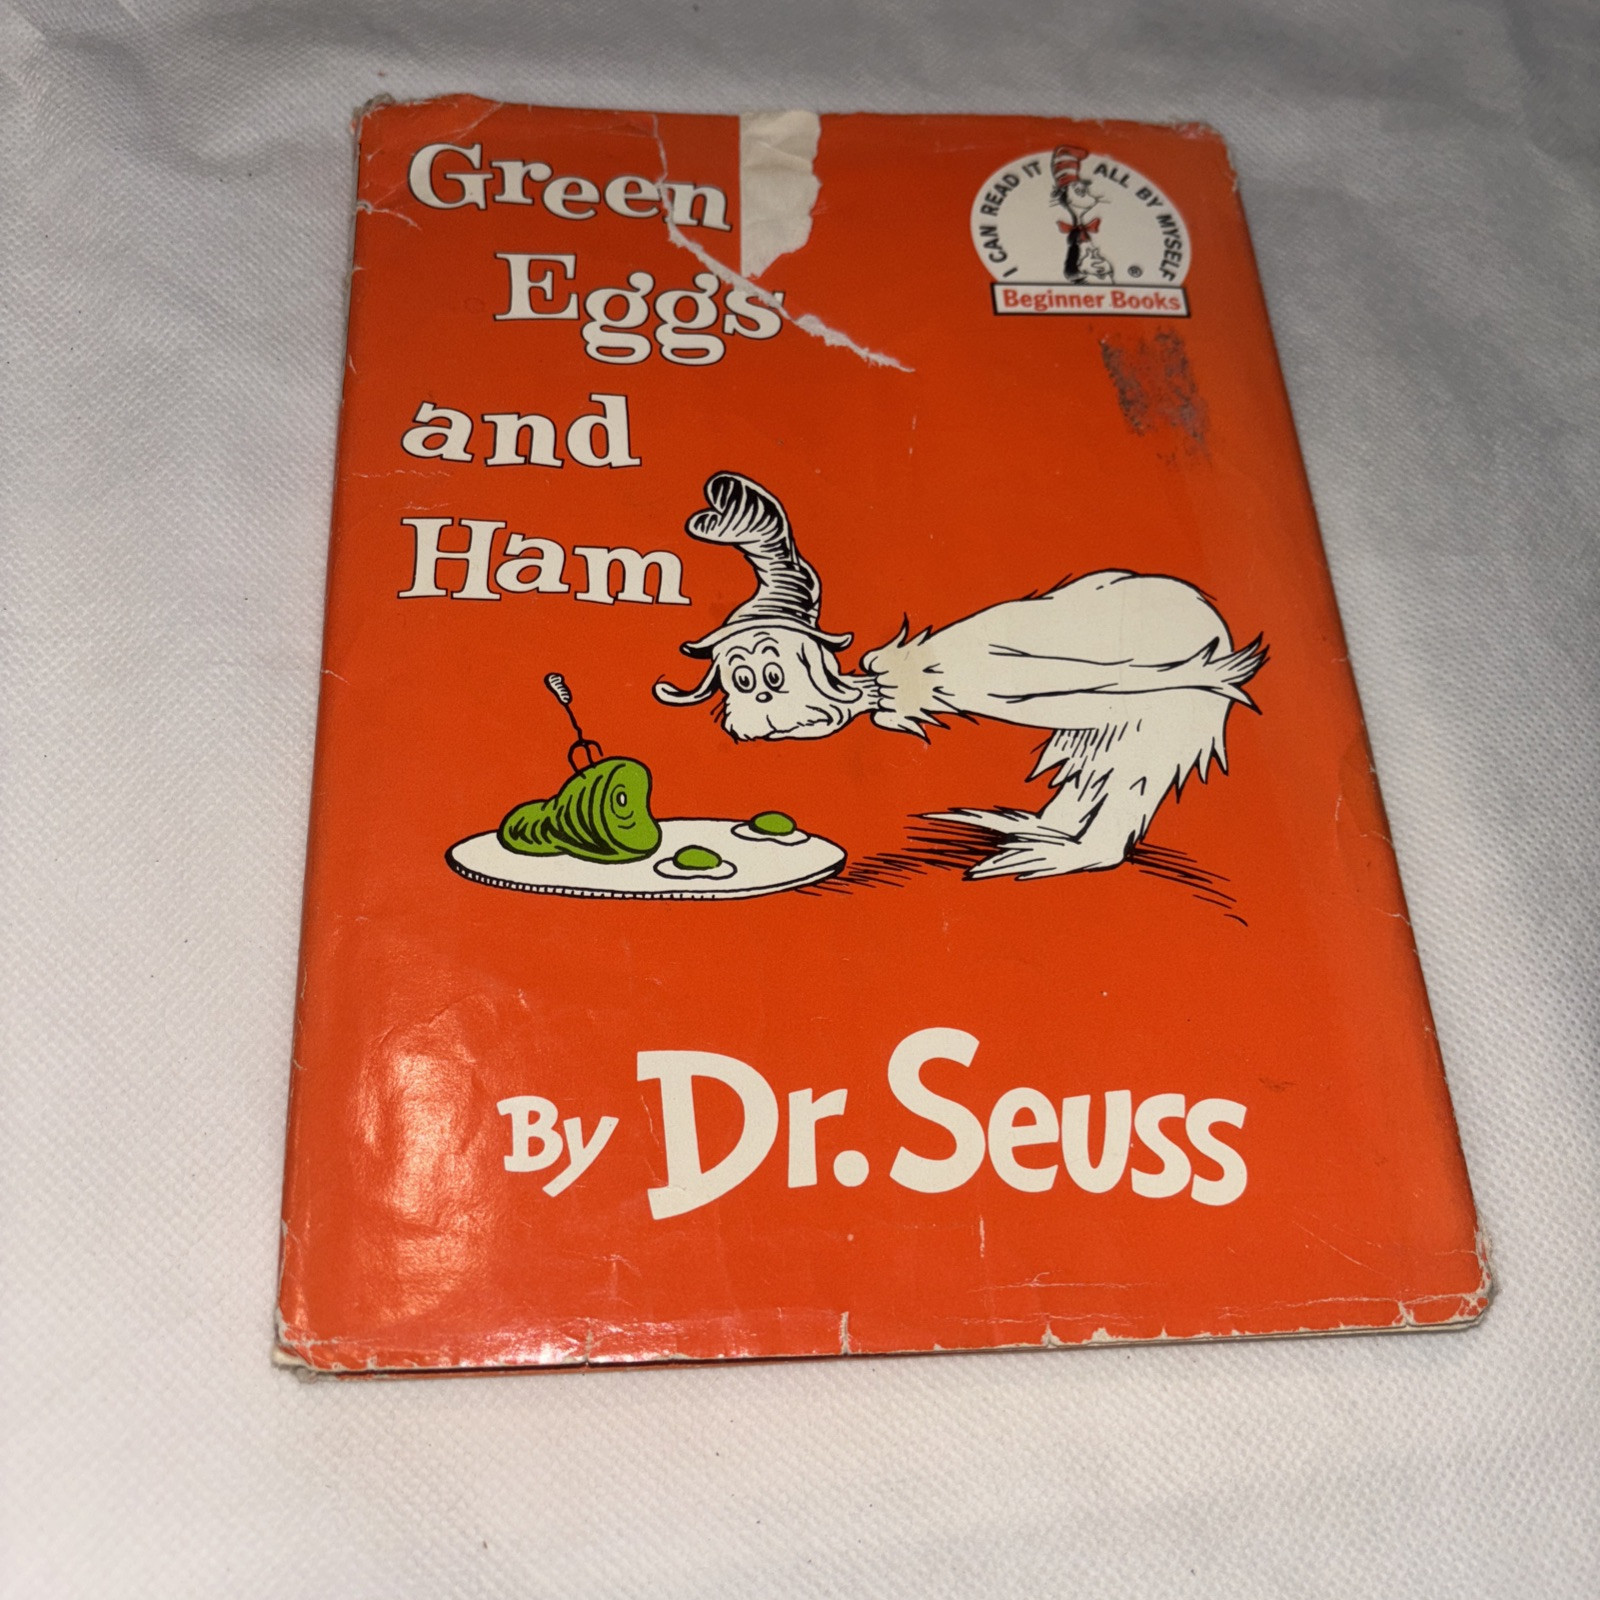 Green
Eggs
and
Ham
I CAN READ IT ALL BY MYSELF
®
Beginner Books
By Dr. Seuss